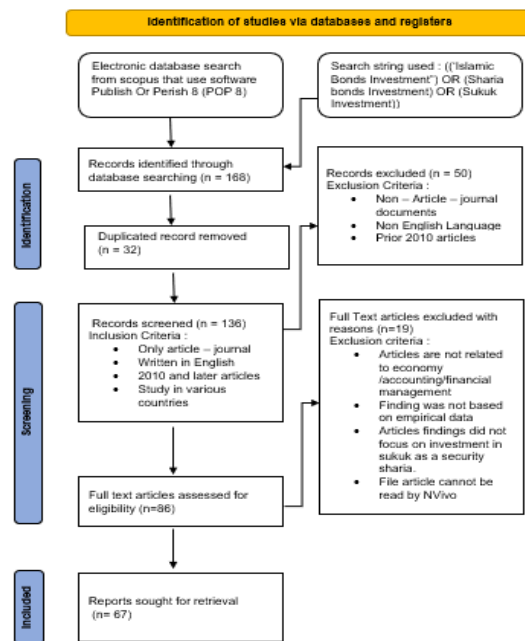 Identification of studies via databases and registers
Electronic database search
from scopus that use software
Publish Or Perish 8 (POP 8)
Search string used : (("Islamic
Bonds Investment") OR (Sharia
bonds Investment) OR (Sukuk
Investment))
Identification
Records identified through
database searching (n = 168)
Records excluded (n = 50)
Exclusion Criteria :
• Non – Article – journal
documents
• Non English Language
• Prior 2010 articles
Duplicated record removed
(n = 32)
Screening
Records screened (n = 136)
Inclusion Criteria :
• Only article – journal
• Written in English
• 2010 and later articles
• Study in various
countries
Full Text articles excluded with
reasons (n=19)
Exclusion criteria :
• Articles are not related to
economy
/accounting/financial
management
• Finding was not based
on empirical data
• Articles findings did not
focus on investment in
sukuk as a security
sharia.
• File article cannot be
read by NVivo
Full text articles assessed for
eligibility (n=86)
Included
Reports sought for retrieval
(n= 67)